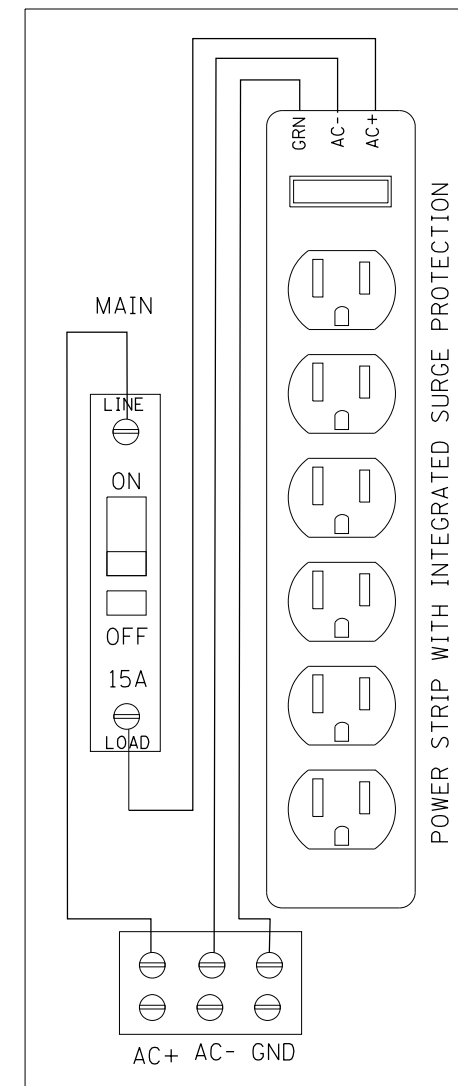 GRN
AC-
AC+
MAIN
LINE
ON
OFF
15A
LOAD
POWER STRIP WITH INTEGRATED SURGE PROTECTION
AC+ AC- GND